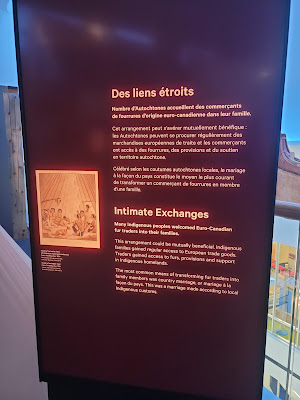 Des liens étroits
Nombre d'Autochtones accueillent des commerçants
de fourrures d'origine euro-canadienne dans leur famille.
Cet arrangement peut s'avérer mutuellement bénéfique :
les Autochtones peuvent se procurer régulièrement des
marchandises européennes de traite et les commerçants
ont accès à des fourrures, des provisions et du soutien
en territoire autochtone.
Célébré selon les coutumes autochtones locales, le mariage
à la façon du pays constitue le moyen le plus courant
de transformer un commerçant de fourrures en membre
d'une famille.
Intimate Exchanges
Many Indigenous peoples welcomed Euro-Canadian
fur traders into their families.
This arrangement could be mutually beneficial. Indigenous
families gained regular access to European trade goods.
Traders gained access to furs, provisions and support
in Indigenous homelands.
The most common means of transforming fur traders into
family members was country marriage, or mariage à la
façon du pays. This was a marriage made according to local
Indigenous customs.